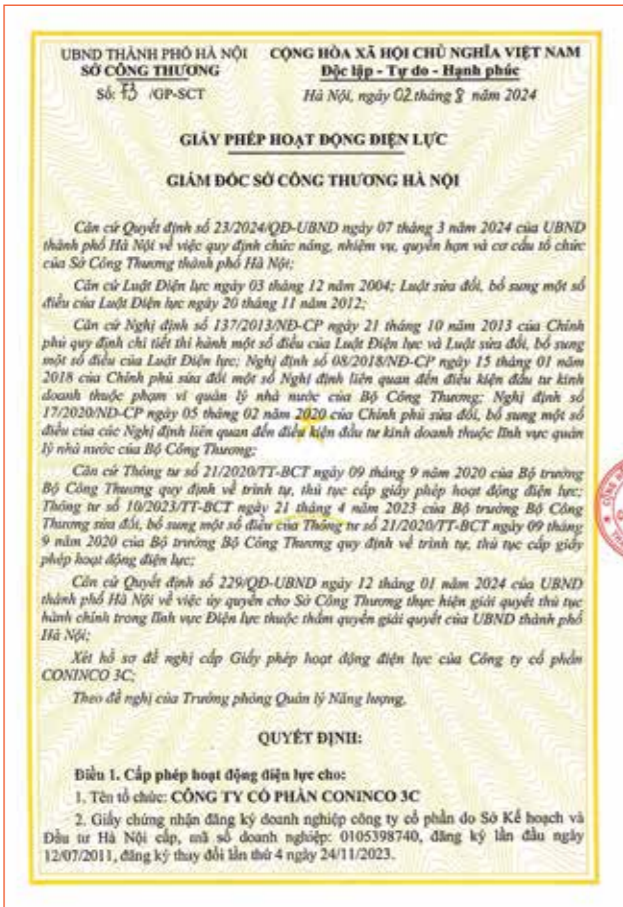 UBND THÀNH PHỐ HÀ NỘI
SỞ CÔNG THƯƠNG
Số: 73 /GP-SCT
CỘNG HÒA XÃ HỘI CHỦ NGHĨA VIỆT NAM
Độc lập - Tự do - Hạnh phúc
Hà Nội, ngày 02 tháng 8 năm 2024
GIẤY PHÉP HOẠT ĐỘNG ĐIỆN LỰC
GIÁM ĐỐC SỞ CÔNG THƯƠNG HÀ NỘI
Căn cứ Quyết định số 23/2024/QĐ-UBND ngày 07 tháng 3 năm 2024 của UBND
thành phố Hà Nội về việc quy định chức năng, nhiệm vụ, quyền hạn và cơ cấu tổ chức
của Sở Công Thương thành phố Hà Nội;
Căn cứ Luật Điện lực ngày 03 tháng 12 năm 2004; Luật sửa đổi, bổ sung một số
điều của Luật Điện lực ngày 20 tháng 11 năm 2012;
Căn cứ Nghị định số 137/2013/NĐ-CP ngày 21 tháng 10 năm 2013 của Chính
phủ quy định chi tiết thi hành một số điều của Luật Điện lực và Luật sửa đổi, bổ sung
một số điều của Luật Điện lực; Nghị định số 08/2018/NĐ-CP ngày 15 tháng 01 năm
2018 của Chính phủ sửa đổi một số Nghị định liên quan đến điều kiện đầu tư kinh
doanh thuộc phạm vi quản lý nhà nước của Bộ Công Thương; Nghị định số
17/2020/NĐ-CP ngày 05 tháng 02 năm 2020 của Chính phủ sửa đổi, bổ sung một số
điều của các Nghị định liên quan đến điều kiện đầu tư kinh doanh thuộc lĩnh vực quản
lý nhà nước của Bộ Công Thương;
Căn cứ Thông tư số 21/2020/TT-BCT ngày 09 tháng 9 năm 2020 của Bộ trưởng
Bộ Công Thương quy định về trình tự, thủ tục cấp giấy phép hoạt động điện lực;
Thông tư số 10/2023/TT-BCT ngày 21 tháng 4 năm 2023 của Bộ trưởng Bộ Công
Thương sửa đổi, bổ sung một số điều của Thông tư số 21/2020/TT-BCT ngày 09 tháng
9 năm 2020 của Bộ trưởng Bộ Công Thương quy định về trình tự, thủ tục cấp giấy
phép hoạt động điện lực;
Căn cứ Quyết định số 229/QĐ-UBND ngày 12 tháng 01 năm 2024 của UBND
thành phố Hà Nội về việc ủy quyền cho Sở Công Thương thực hiện giải quyết thủ tục
hành chính trong lĩnh vực Điện lực thuộc thẩm quyền giải quyết của UBND thành phố
Hà Nội;
Xét hồ sơ đề nghị cấp Giấy phép hoạt động điện lực của Công ty cổ phần
CONINCO 3C;
Theo đề nghị của Trưởng phòng Quản lý Năng lượng,
QUYẾT ĐỊNH:
Điều 1. Cấp phép hoạt động điện lực cho:
1. Tên tổ chức: CÔNG TY CỔ PHẦN CONINCO 3C
2. Giấy chứng nhận đăng ký doanh nghiệp công ty cổ phần do Sở Kế hoạch và
Đầu tư Hà Nội cấp, mã số doanh nghiệp: 0105398740, đăng ký lần đầu ngày
12/07/2011, đăng ký thay đổi lần thứ 4 ngày 24/11/2023.